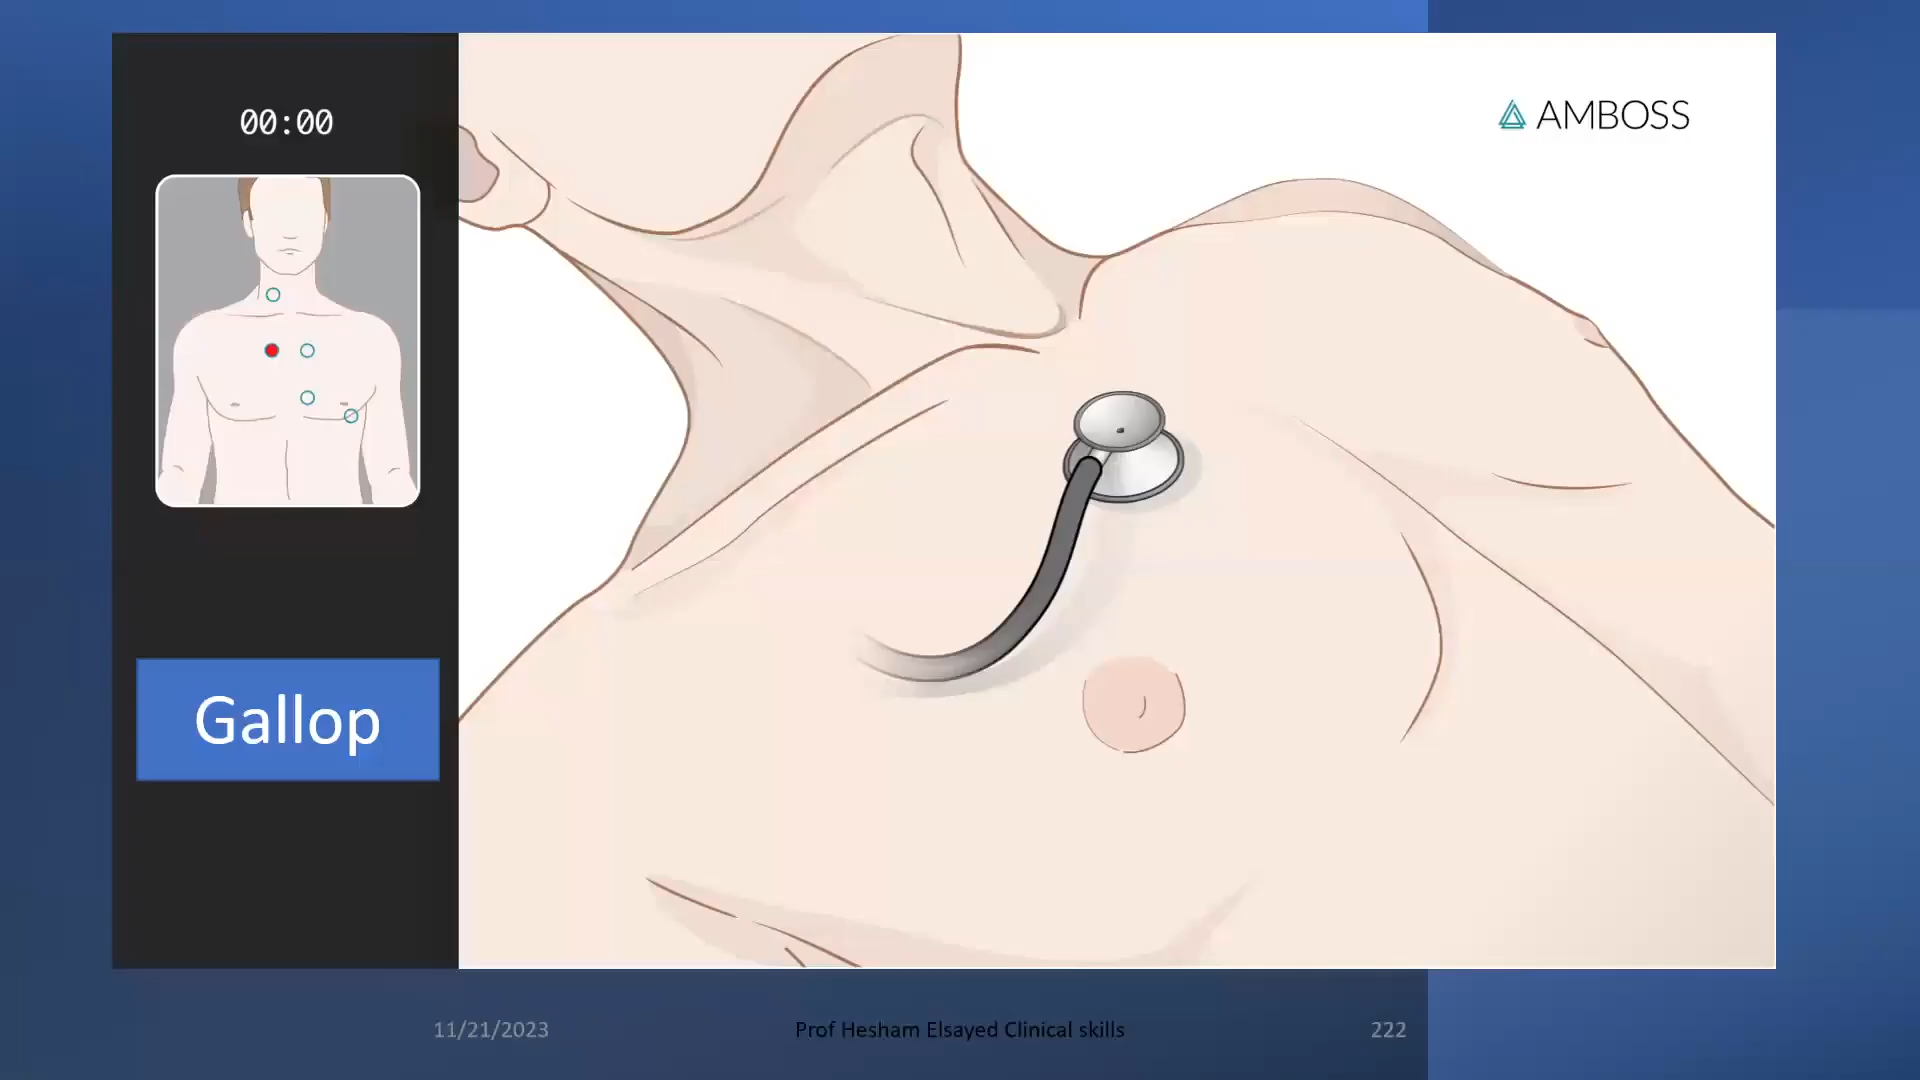 00:00
AMBOSS
Gallop
11/21/2023
Prof Hesham Elsayed Clinical skills
222